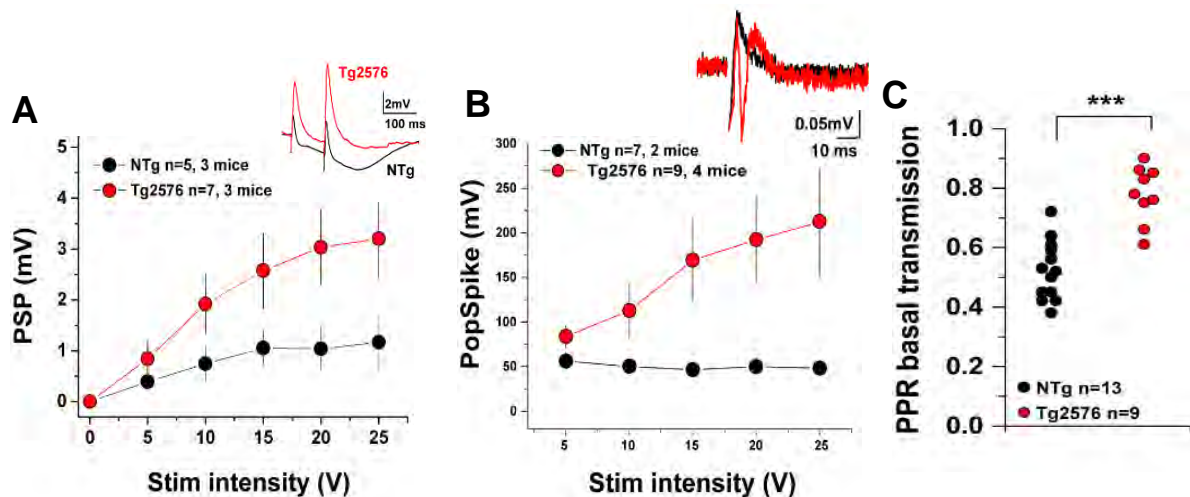 A
Tg2576
2mV
100 ms
NTg
NTg n=5, 3 mice
Tg2576 n=7, 3 mice
PSP (mV)
5
4
3
2
1
0
0 5 10 15 20 25
Stim intensity (V)
B
0.05mV
10 ms
NTg n=7, 2 mice
Tg2576 n=9, 4 mice
PopSpike (mV)
300
250
200
150
100
50
0
5 10 15 20 25
Stim intensity (V)
C
***
PPR basal transmission
1.0
0.8
0.6
0.4
0.2
0.0
NTg n=13
Tg2576 n=9